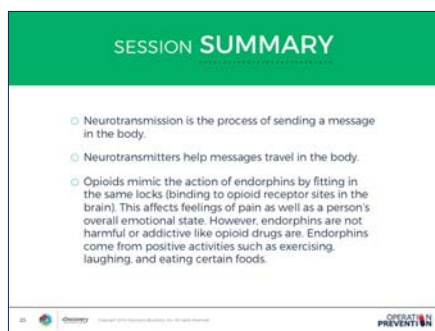 SESSION SUMMARY
Neurotransmission is the process of sending a message
in the body.
Neurotransmitters help messages travel in the body.
Opioids mimic the action of endorphins by fitting in
the same locks (binding to opioid receptor sites in the
brain). This affects feelings of pain as well as a person's
overall emotional state. However, endorphins are not
harmful or addictive like opioid drugs are. Endorphins
come from positive activities such as exercising,
laughing, and eating certain foods.
Discovery
OPERATION
PREVENTION